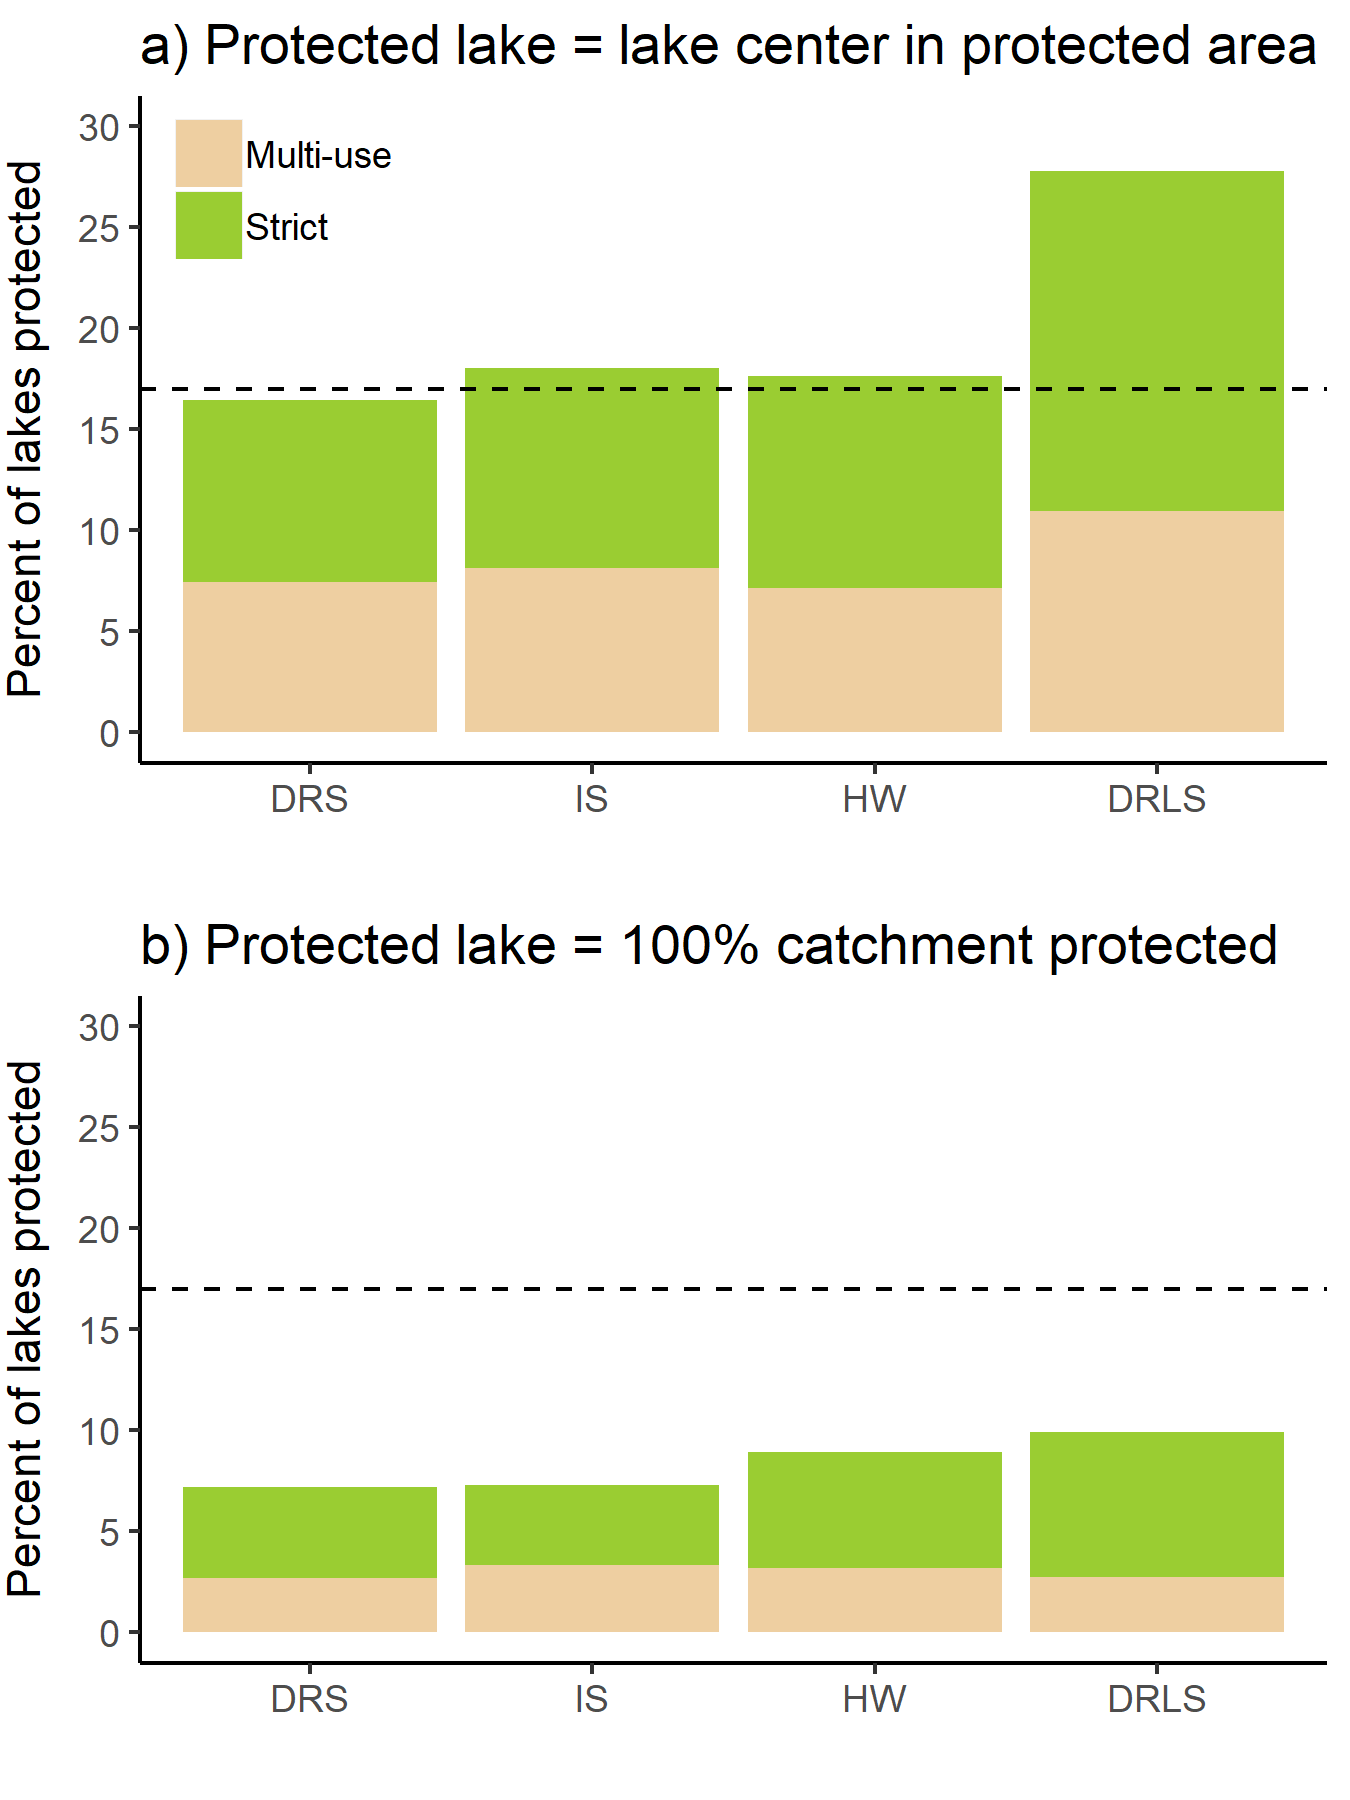 a) Protected lake = lake center in protected area
Percent of lakes protected
30
25
20
15
10
5
0
Multi-use
Strict
DRS IS HW DRLS
b) Protected lake = 100% catchment protected
Percent of lakes protected
30
25
20
15
10
5
0
DRS IS HW DRLS